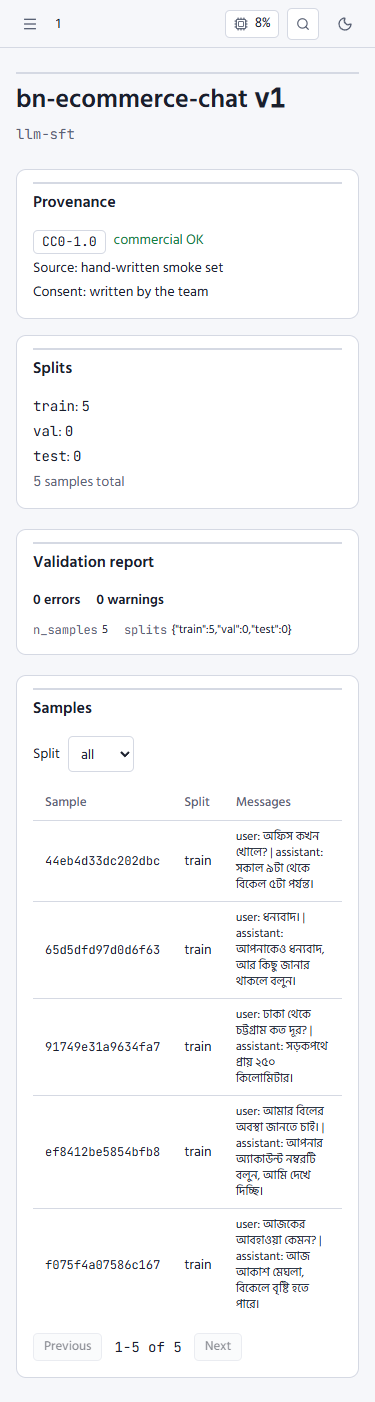 1
8%
bn-ecommerce-chat v1
llm-sft
Provenance
CC0-1.0 commercial OK
Source: hand-written smoke set
Consent: written by the team
Splits
train: 5
val: 0
test: 0
5 samples total
Validation report
0 errors 0 warnings
n_samples 5 splits {"train":5,"val":0,"test":0}
Samples
Split all
Sample Split Messages
44eb4d33dc202dbc train user: অফিস কখন
খোলে? | assistant:
সকাল ৯টা থেকে
বিকেল ৫টা পর্যন্ত।
65d5dfd97d0d6f63 train user: ধন্যবাদ। |
assistant:
আপনাকেও ধন্যবাদ,
আর কিছু জানার
থাকলে বলুন।
91749e31a9634fa7 train user: ঢাকা থেকে
চট্টগ্রাম কত দূর? |
assistant: সড়কপথে
প্রায় ২৫০
কিলোমিটার।
ef8412be5854bfb8 train user: আমার বিলের
অবস্থা জানতে চাই। |
assistant: আপনার
অ্যাকাউন্ট নম্বরটি
বলুন, আমি দেখে
দিচ্ছি।
f075f4a07586c167 train user: আজকের
আবহাওয়া কেমন? |
assistant: আজ
আকাশ মেঘলা,
বিকেলে বৃষ্টি হতে
পারে।
Previous 1-5 of 5 Next